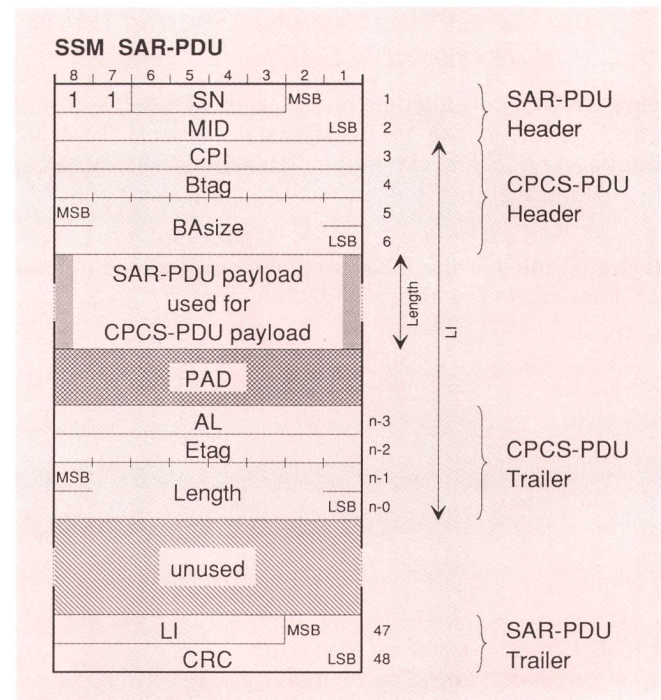 SSM SAR-PDU
8 7 6 5 4 3 2 1
1 1 SN MSB 1 SAR-PDU
MID LSB 2 Header
CPI 3
Btag 4 CPCS-PDU
MSB 5 Header
BAsize
LSB 6
SAR-PDU payload
used for
CPCS-PDU payload
Length
LI
PAD
AL n-3
Etag n-2 CPCS-PDU
MSB n-1 Trailer
Length
LSB n-0
unused
LI MSB 47 SAR-PDU
CRC LSB 48 Trailer